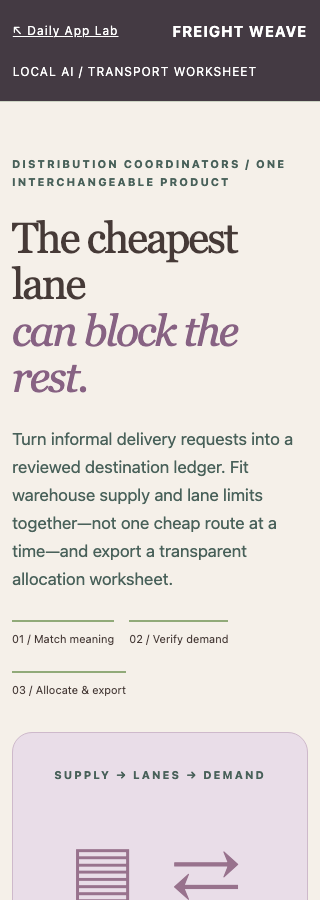 ↖ Daily App Lab
FREIGHT WEAVE
LOCAL AI / TRANSPORT WORKSHEET
DISTRIBUTION COORDINATORS / ONE
INTERCHANGEABLE PRODUCT
The cheapest
lane
can block the
rest.
Turn informal delivery requests into a
reviewed destination ledger. Fit
warehouse supply and lane limits
together—not one cheap route at a
time—and export a transparent
allocation worksheet.
01 / Match meaning
02 / Verify demand
03 / Allocate & export
SUPPLY → LANES → DEMAND